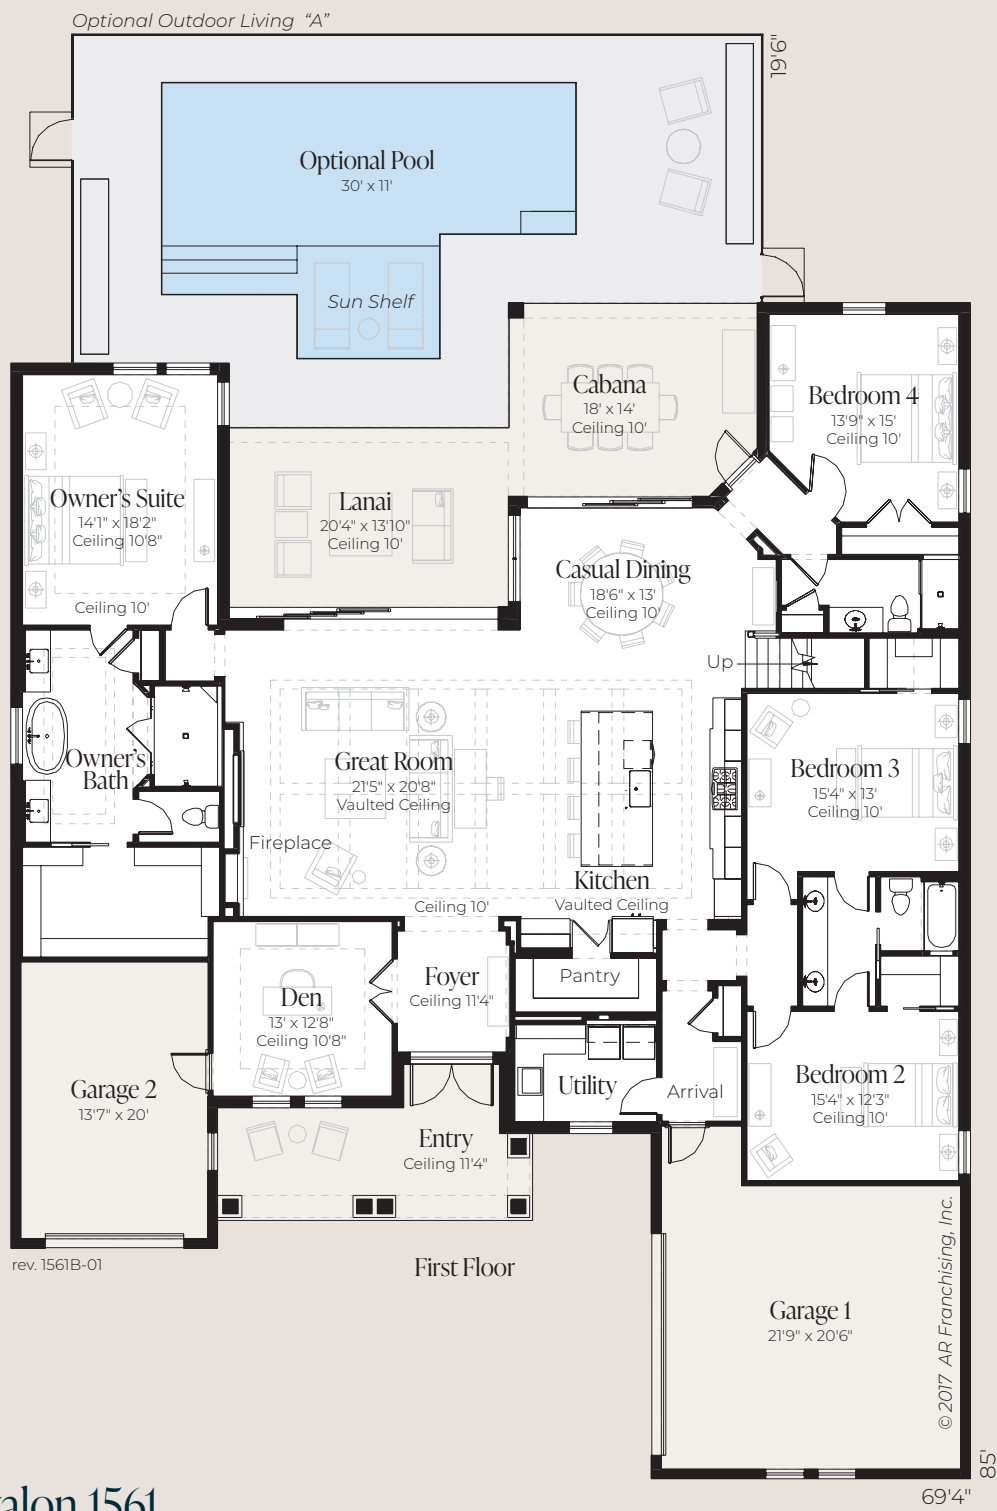 Optional Outdoor Living “A”
19'6"
Optional Pool
30' x 11'
Sun Shelf
Cabana
18' x 14'
Ceiling 10'
Bedroom 4
13'9" x 15'
Ceiling 10'
Owner's Suite
14'1" x 18'2"
Ceiling 10'8"
Ceiling 10'
Lanai
20'4" x 13'10"
Ceiling 10'
Casual Dining
18'6" x 13'
Ceiling 10'
Up
Owner's
Bath
Great Room
21'5" x 20'8"
Vaulted Ceiling
Bedroom 3
15'4" x 13'
Ceiling 10'
Fireplace
Kitchen
Vaulted Ceiling
Ceiling 10'
Pantry
Foyer
Ceiling 11'4"
Den
13' x 12'8"
Ceiling 10'8"
Garage 2
13'7" x 20'
Utility
Arrival
Bedroom 2
15'4" x 12'3"
Ceiling 10'
Entry
Ceiling 11'4"
rev. 1561B-01
First Floor
Garage 1
21'9" x 20'6"
© 2017 AR Franchising, Inc.
85'
69'4"
alon 1561